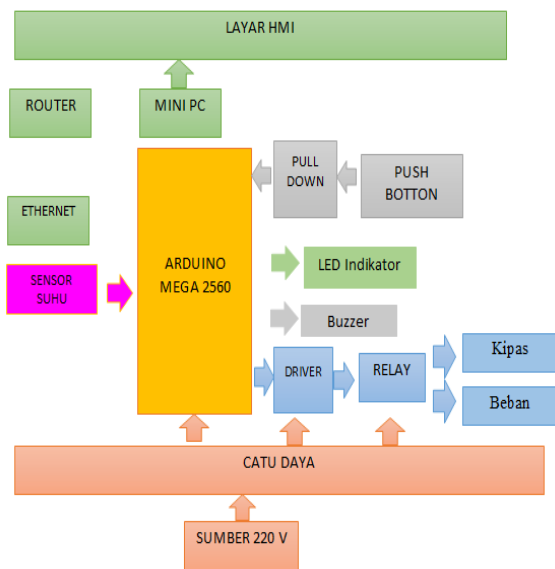 LAYAR HMI
ROUTER
MINI PC
PULL
DOWN
PUSH
BOTTON
ETHERNET
ARDUINO
MEGA 2560
LED Indikator
SENSOR
SUHU
Buzzer
DRIVER
RELAY
Kipas
Beban
CATU DAYA
SUMBER 220 V